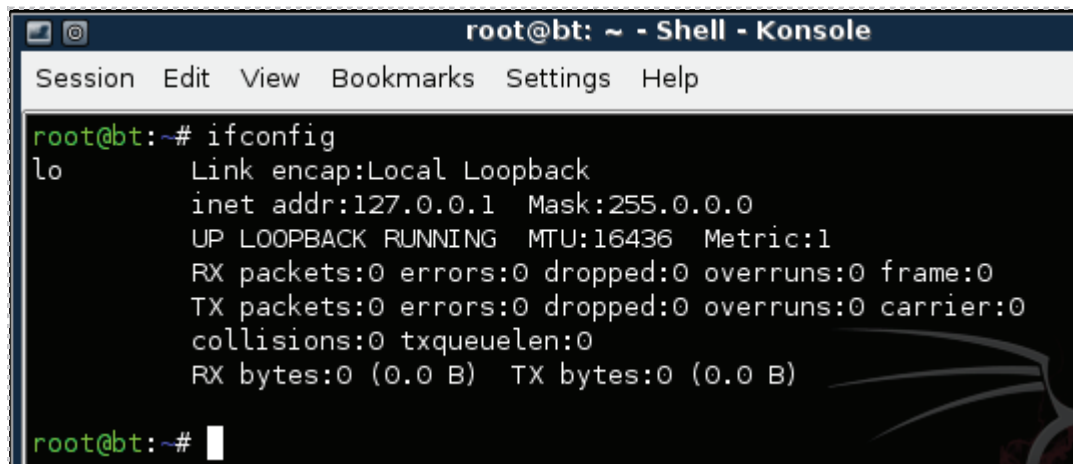 root@bt: ~ - Shell - Konsole
Session Edit View Bookmarks Settings Help
root@bt:~# ifconfig
lo Link encap:Local Loopback
inet addr:127.0.0.1 Mask:255.0.0.0
UP LOOPBACK RUNNING MTU:16436 Metric:1
RX packets:0 errors:0 dropped:0 overruns:0 frame:0
TX packets:0 errors:0 dropped:0 overruns:0 carrier:0
collisions:0 txqueuelen:0
RX bytes:0 (0.0 B) TX bytes:0 (0.0 B)
root@bt:~#